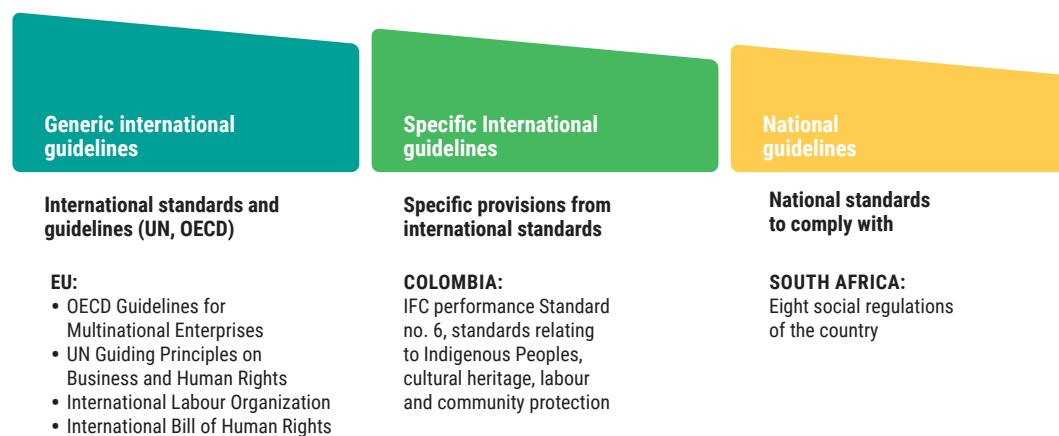 Generic international
guidelines
International standards and
guidelines (UN, OECD)
EU:
• OECD Guidelines for
Multinational Enterprises
• UN Guiding Principles on
Business and Human Rights
• International Labour Organization
• International Bill of Human Rights
Specific International
guidelines
Specific provisions from
international standards
COLOMBIA:
IFC performance Standard
no. 6, standards relating
to Indigenous Peoples,
cultural heritage, labour
and community protection
National
guidelines
National standards
to comply with
SOUTH AFRICA:
Eight social regulations
of the country